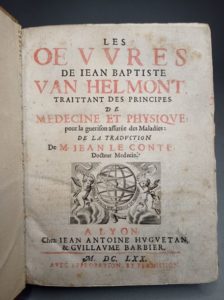 LES
OEVVRES
DE IEAN BAPTISTE
VAN HELMONT,
TRAITTANT DES PRINCIPES
DE
MEDECINE ET PHYSIQUE,
pour la guerison assurée des Maladies:
DE LA TRADVCTION
De M. IEAN LE CONTE
Docteur Medecin.
A LYON,
Chez IEAN ANTOINE HVGVETAN,
& GVILLAVME BARBIER.
M. DC. LXX.
AVEC APPROBATION, ET PERMISSION.